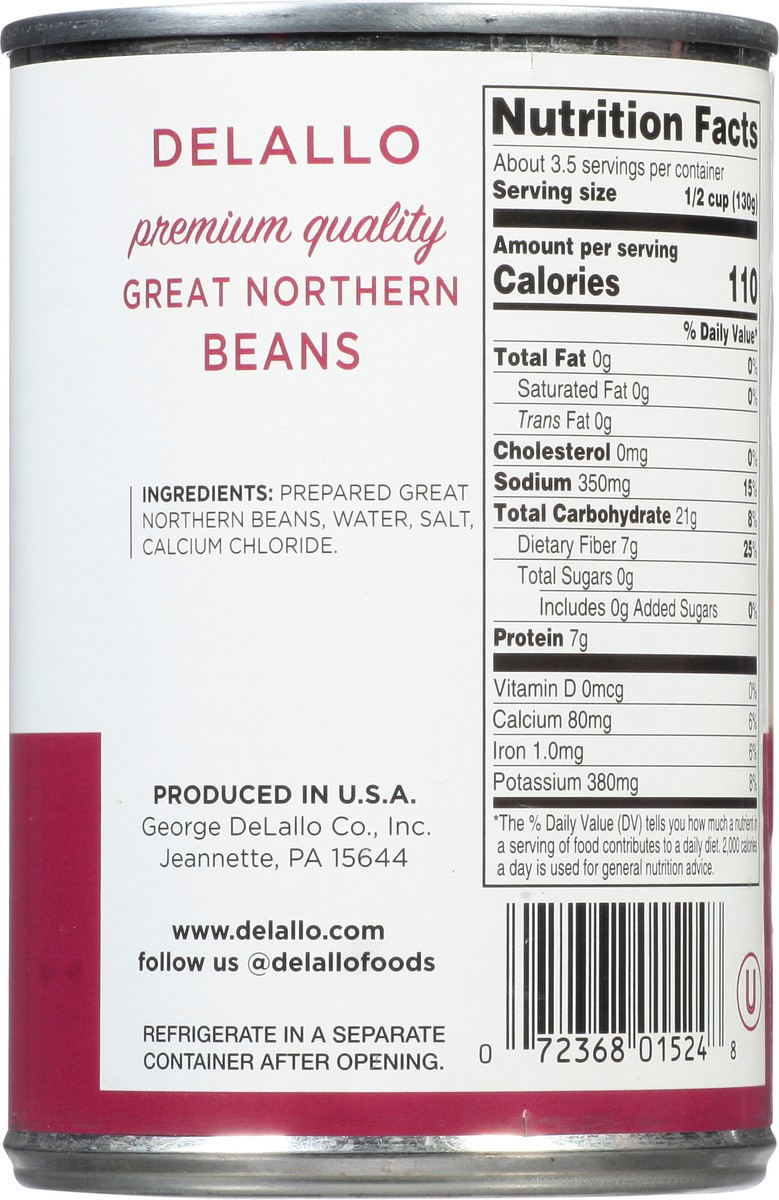 DELALLO
premium quality
GREAT NORTHERN
BEANS
INGREDIENTS: PREPARED GREAT
NORTHERN BEANS, WATER, SALT,
CALCIUM CHLORIDE.
PRODUCED IN U.S.A.
George DeLallo Co., Inc.
Jeannette, PA 15644
www.delallo.com
follow us @delallofoods
REFRIGERATE IN A SEPARATE
CONTAINER AFTER OPENING.
Nutrition Facts
About 3.5 servings per container
Serving size 1/2 cup (130g)
Amount per serving
Calories 110
% Daily Value*
Total Fat 0g 0%
Saturated Fat 0g 0%
Trans Fat 0g
Cholesterol 0mg 0%
Sodium 350mg 15%
Total Carbohydrate 21g 8%
Dietary Fiber 7g 25%
Total Sugars 0g
Includes 0g Added Sugars 0%
Protein 7g
Vitamin D 0mcg 0%
Calcium 80mg 6%
Iron 1.0mg 6%
Potassium 380mg 8%
*The % Daily Value (DV) tells you how much a nutrient in
a serving of food contributes to a daily diet. 2,000 calories
a day is used for general nutrition advice.
0 72368 01524 8
U